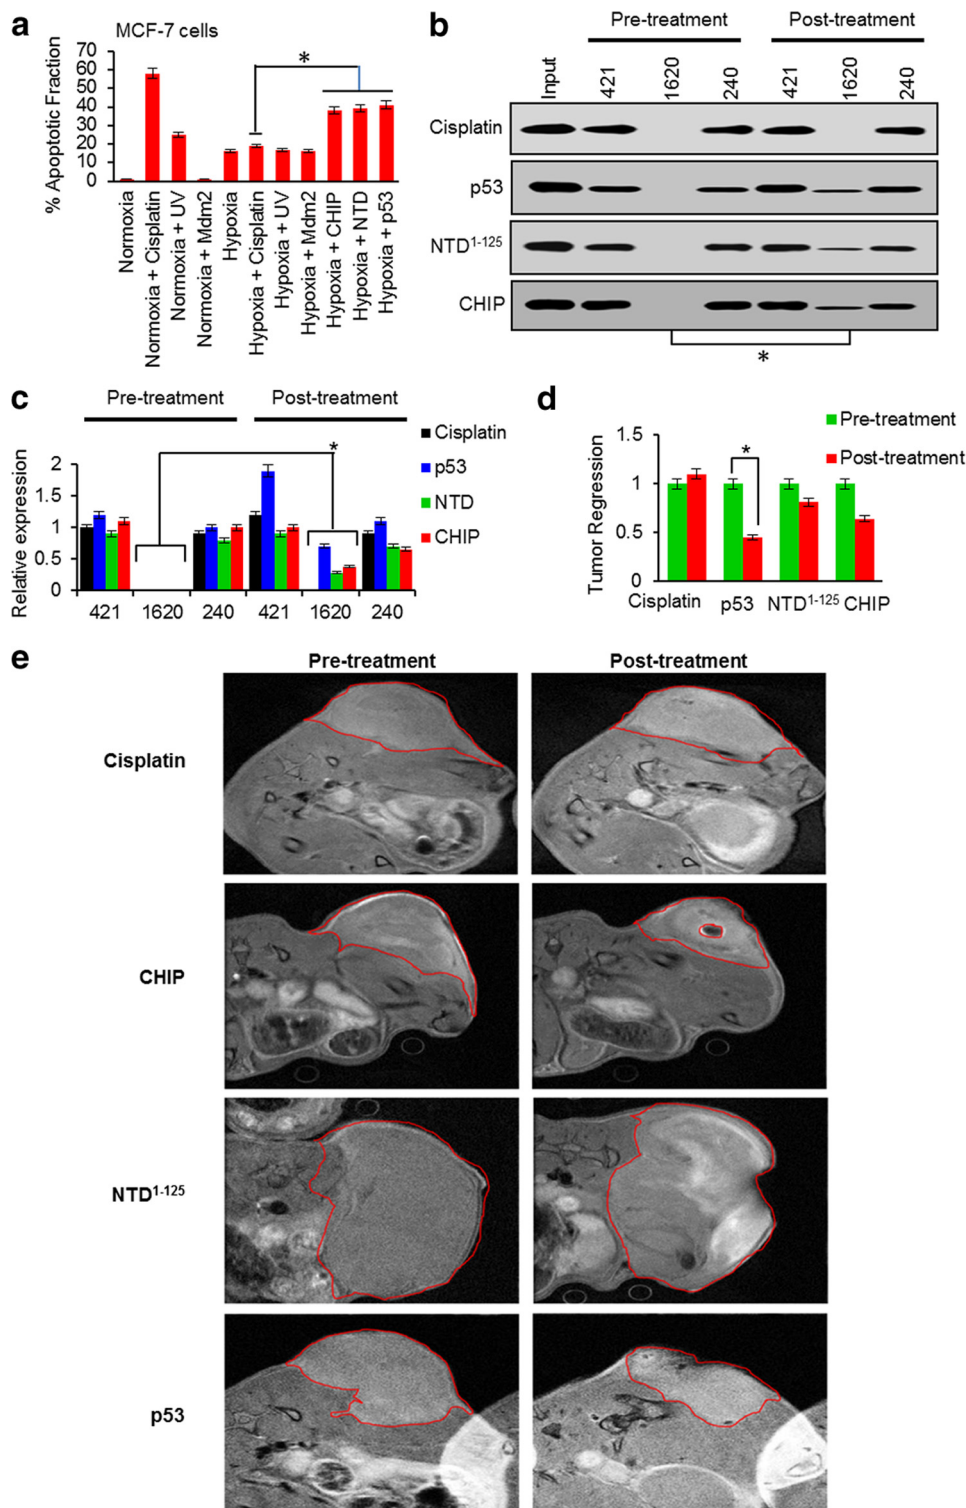 a
MCF-7 cells
% Apoptotic Fraction
70
60
50
40
30
20
10
0
*
Normoxia
Normoxia + Cisplatin
Normoxia + UV
Normoxia + Mdm2
Hypoxia
Hypoxia + Cisplatin
Hypoxia + UV
Hypoxia + Mdm2
Hypoxia + CHIP
Hypoxia + NTD
Hypoxia + p53
b
Pre-treatment Post-treatment
Input 421 1620 240 421 1620 240
Cisplatin
p53
NTD1-125
CHIP
*
c
Pre-treatment Post-treatment
*
Cisplatin
p53
NTD
CHIP
Relative expression
2
1.5
1
0.5
0
421 1620 240 421 1620 240
d
Pre-treatment
Post-treatment
Tumor Regression
1.5
1
0.5
0
*
Cisplatin p53 NTD1-125 CHIP
e
Pre-treatment Post-treatment
Cisplatin
CHIP
NTD1-125
p53